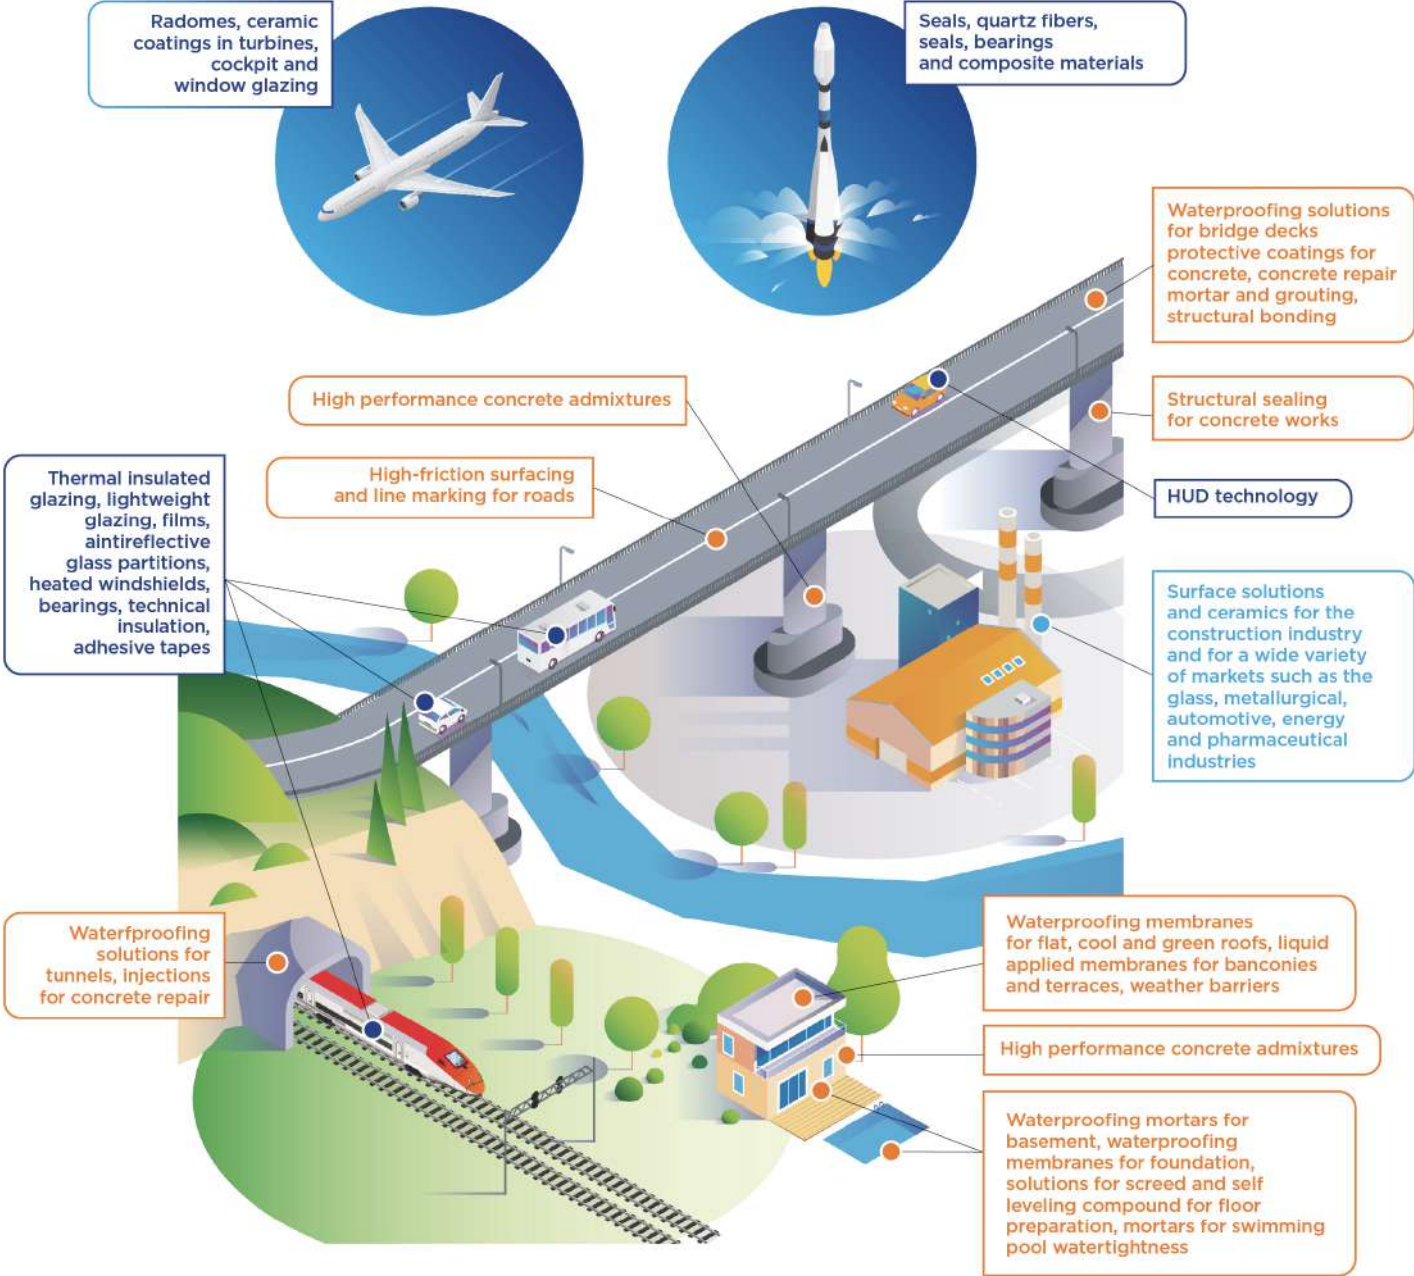 Radomes, ceramic
coatings in turbines,
cockpit and
window glazing
Seals, quartz fibers,
seals, bearings
and composite materials
Waterproofing solutions
for bridge decks
protective coatings for
concrete, concrete repair
mortar and grouting,
structural bonding
High performance concrete admixtures
Structural sealing
for concrete works
High-friction surfacing
and line marking for roads
Thermal insulated
glazing, lightweight
glazing, films,
aintireflective
glass partitions,
heated windshields,
bearings, technical
insulation,
adhesive tapes
HUD technology
Surface solutions
and ceramics for the
construction industry
and for a wide variety
of markets such as the
glass, metallurgical,
automotive, energy
and pharmaceutical
industries
Waterfproofing
solutions for
tunnels, injections
for concrete repair
Waterproofing membranes
for flat, cool and green roofs, liquid
applied membranes for banconies
and terraces, weather barriers
High performance concrete admixtures
Waterproofing mortars for
basement, waterproofing
membranes for foundation,
solutions for screed and self
leveling compound for floor
preparation, mortars for swimming
pool watertightness